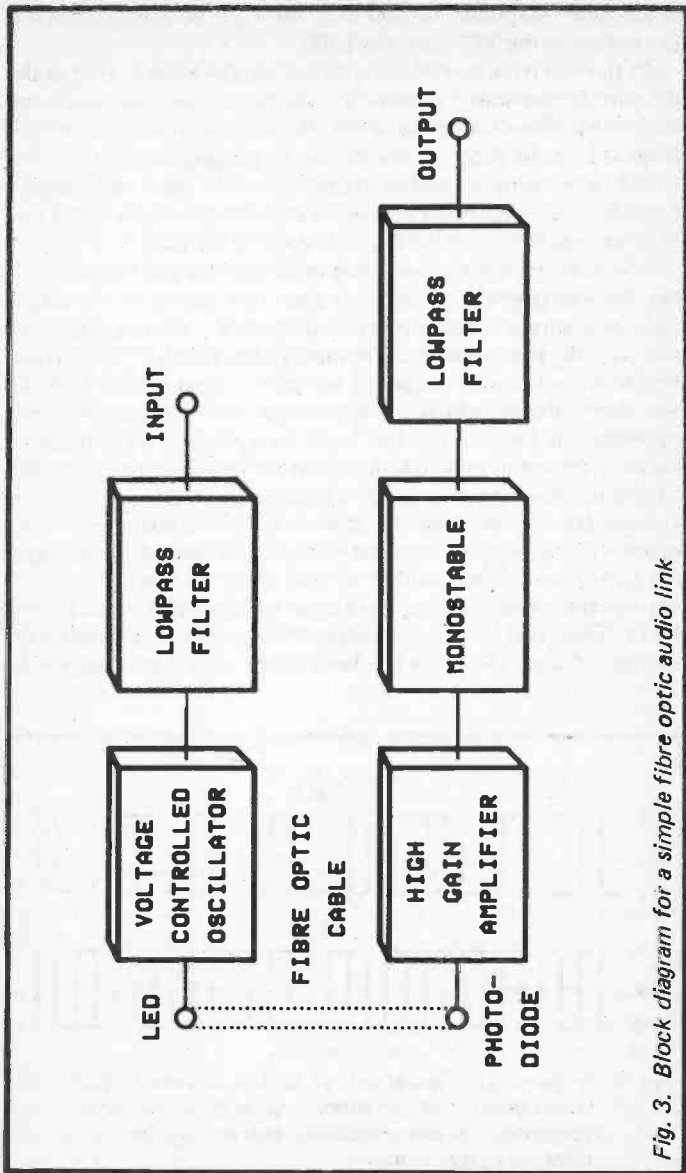 INPUT
LOWPASS
FILTER
VOLTAGE
CONTROLLED
OSCILLATOR
LED
FIBRE OPTIC
CABLE
PHOTO-
DIODE
HIGH
GAIN
AMPLIFIER
MONOSTABLE
LOWPASS
FILTER
OUTPUT
Fig. 3. Block diagram for a simple fibre optic audio link